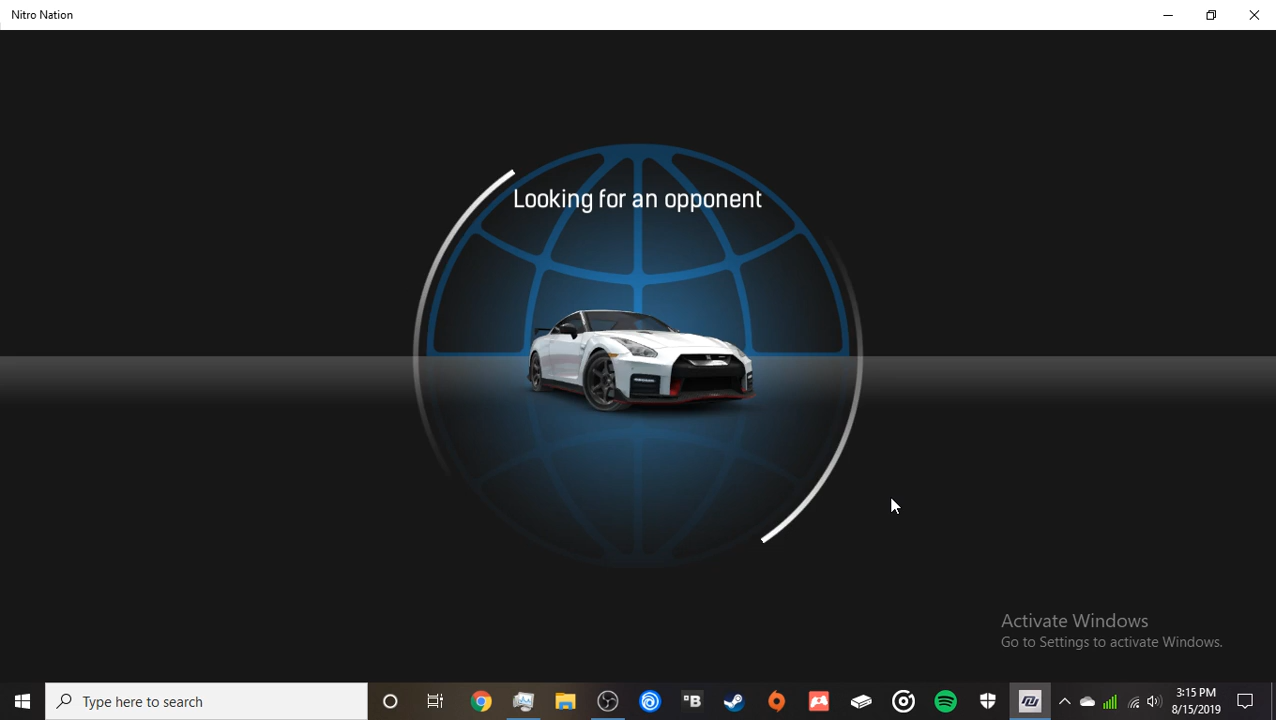 Nitro Nation
Looking for an opponent
Activate Windows
Go to Settings to activate Windows.
Type here to search
B
3:15 PM
8/15/2019